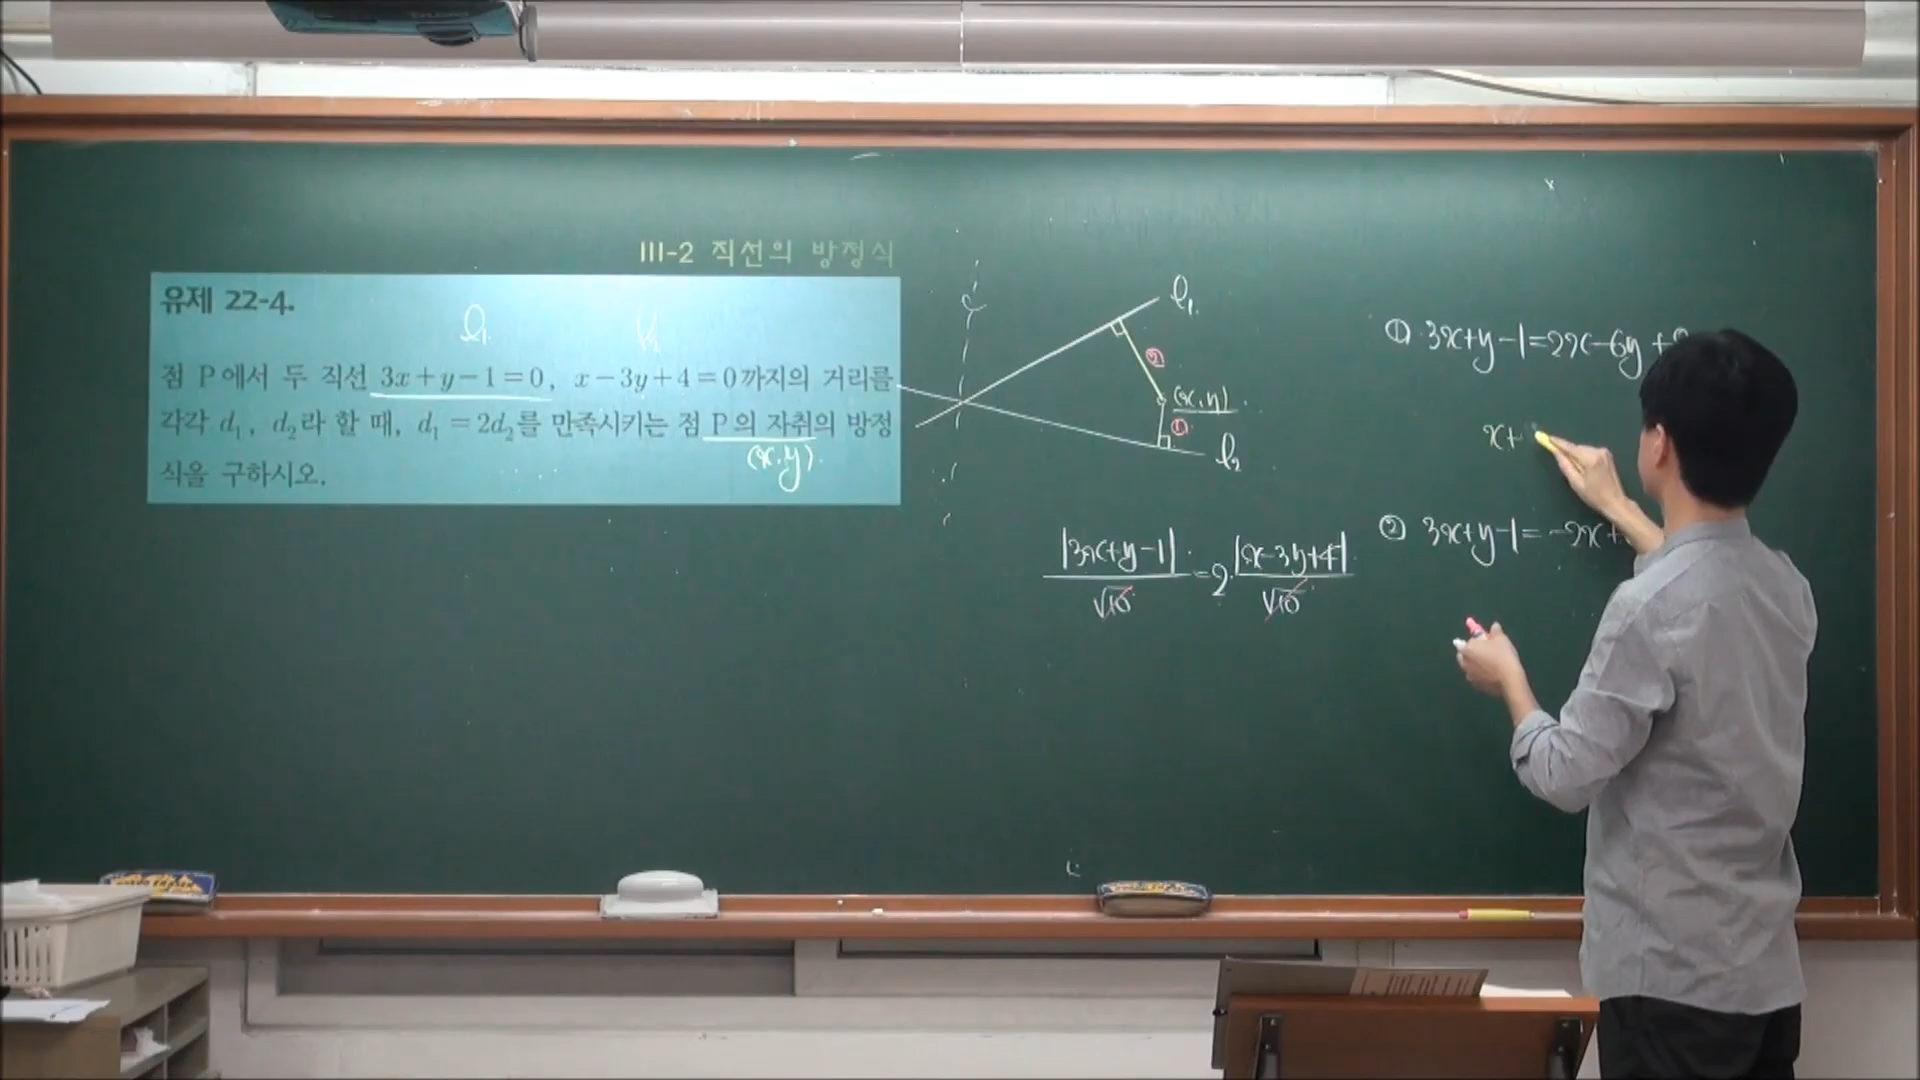 III-2 직선의 방정식
유제 22-4.
l₁ l₂
점 P에서 두 직선 3x+y−1=0, x−3y+4=0까지의 거리를
각각 d₁, d₂라 할 때, d₁=2d₂를 만족시키는 점 P의 자취의 방정
식을 구하시오.
(x,y)
l₁
②
(x,y)
①
l₂
|3x+y−1|/√10 = 2·|x−3y+4|/√10
① 3x+y−1=2x−6y+
x+
② 3x+y−1=−2x+